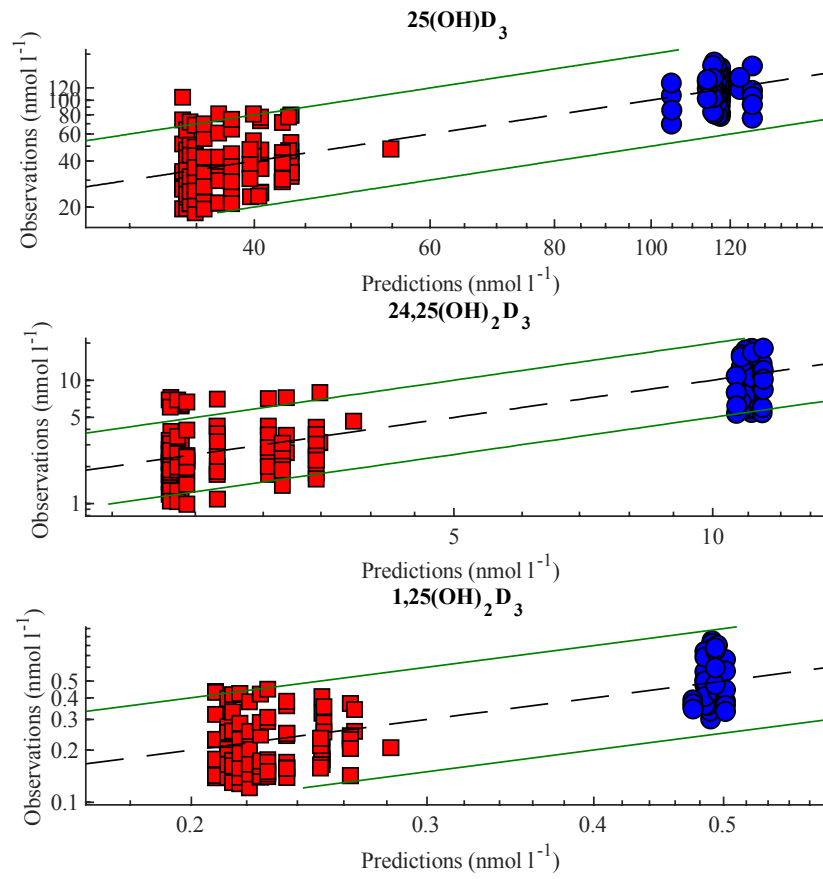 25(OH)D3
Observations (nmol l-1)
120
100
80
60
40
20
40
60
80
100
120
Predictions (nmol l-1)
24,25(OH)2D3
Observations (nmol l-1)
10
5
1
5
10
Predictions (nmol l-1)
1,25(OH)2D3
Observations (nmol l-1)
0.5
0.4
0.3
0.2
0.1
0.2
0.3
0.4
0.5
Predictions (nmol l-1)